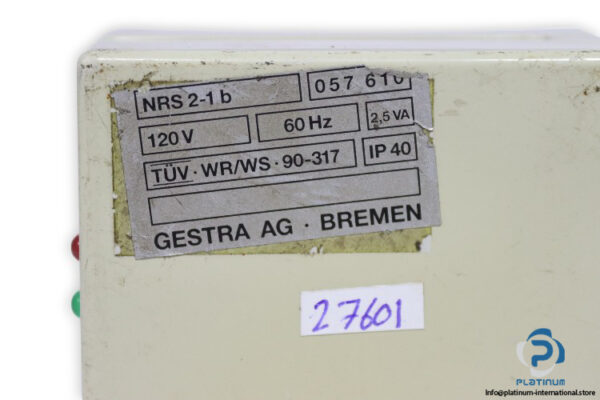 NRS 2-1 b
057 610
120 V
60 Hz
2,5 VA
TÜV · WR/WS · 90-317
IP 40
GESTRA AG · BREMEN
27601
PLATINUM
Info@platinum-international.store